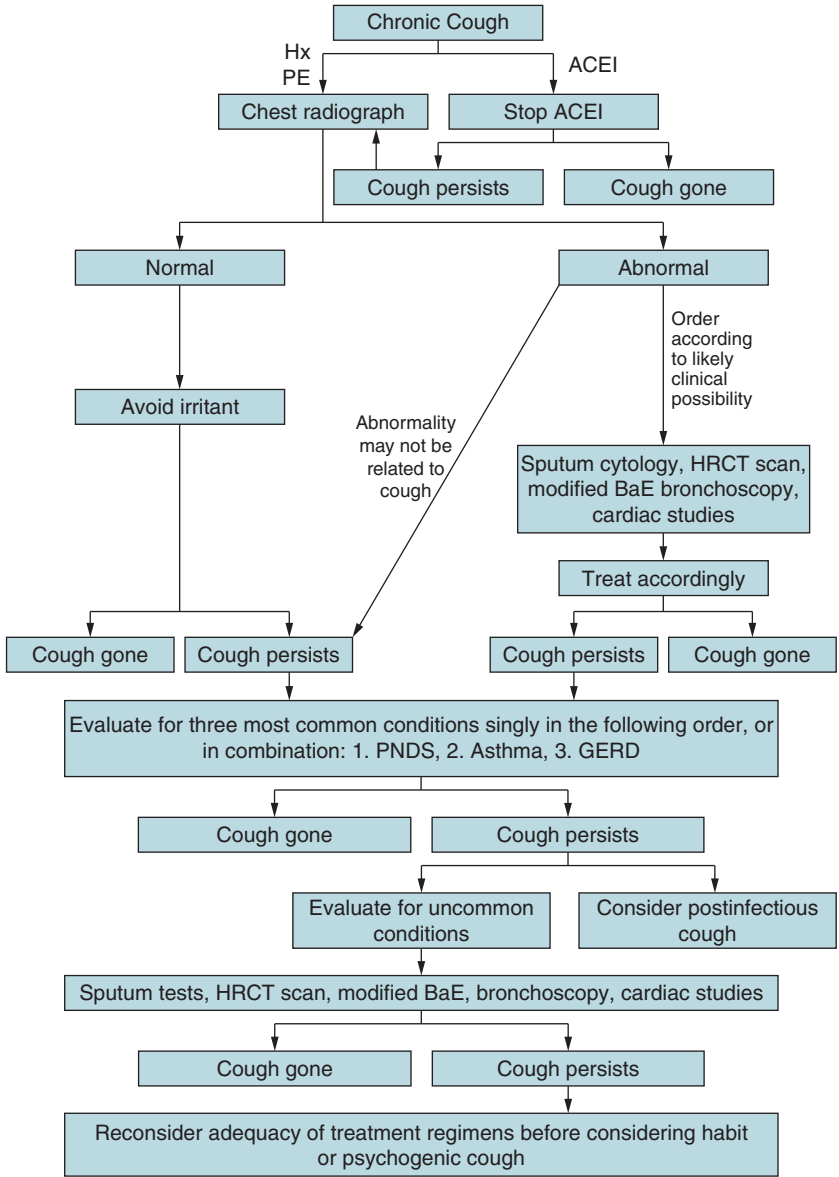 Chronic Cough
Hx
PE
ACEI
Chest radiograph
Stop ACEI
Cough persists
Cough gone
Normal
Abnormal
Order
according
to likely
clinical
possibility
Avoid irritant
Abnormality
may not be
related to
cough
Sputum cytology, HRCT scan,
modified BaE bronchoscopy,
cardiac studies
Treat accordingly
Cough gone
Cough persists
Cough persists
Cough gone
Evaluate for three most common conditions singly in the following order, or
in combination: 1. PNDS, 2. Asthma, 3. GERD
Cough gone
Cough persists
Evaluate for uncommon
conditions
Consider postinfectious
cough
Sputum tests, HRCT scan, modified BaE, bronchoscopy, cardiac studies
Cough gone
Cough persists
Reconsider adequacy of treatment regimens before considering habit
or psychogenic cough